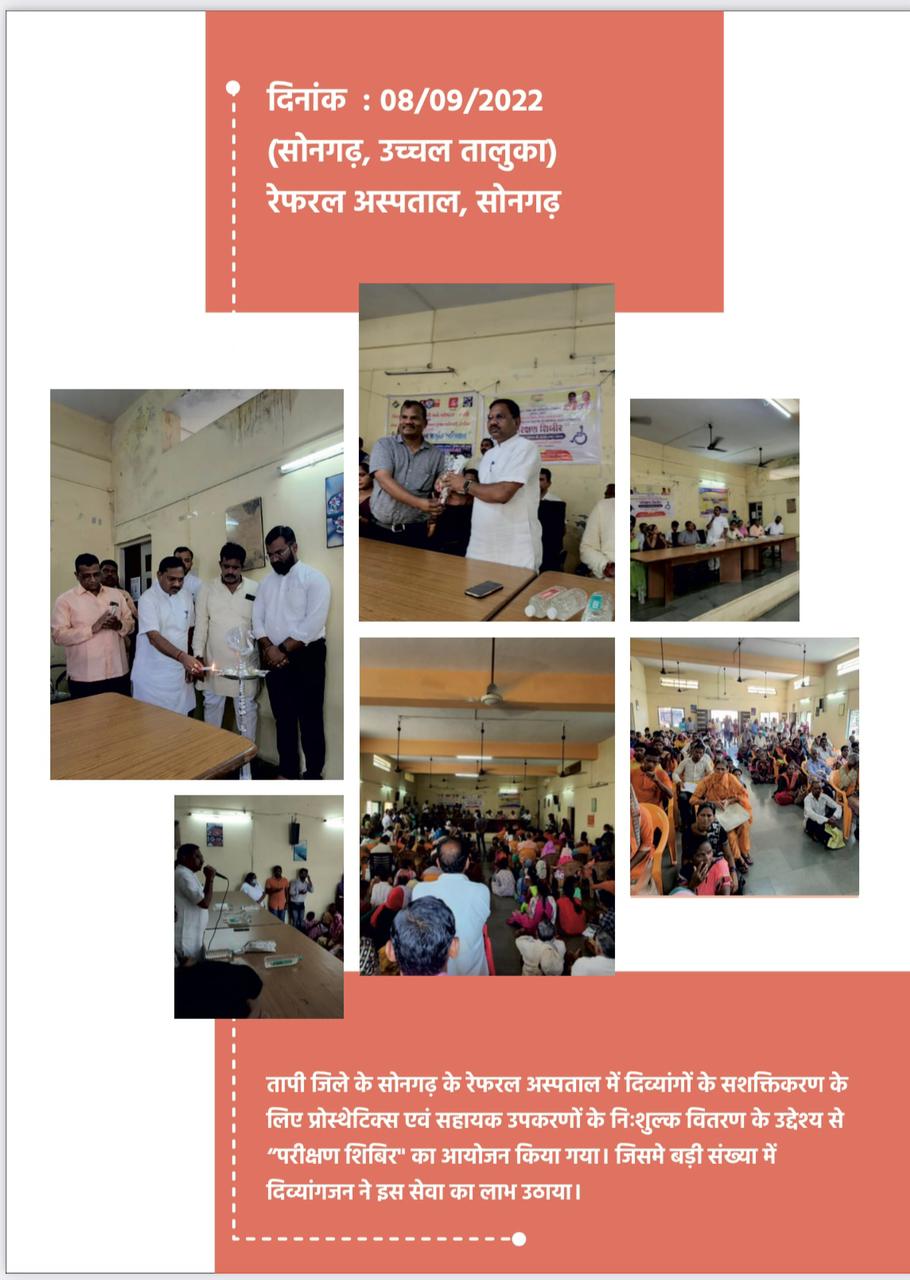 दिनांक : 08/09/2022
(सोनगढ़, उच्चल तालुका)
रेफरल अस्पताल, सोनगढ़
तापी जिले के सोनगढ़ के रेफरल अस्पताल में दिव्यांगों के सशक्तिकरण के
लिए प्रोस्थेटिक्स एवं सहायक उपकरणों के निःशुल्क वितरण के उद्देश्य से
“परीक्षण शिबिर" का आयोजन किया गया। जिसमे बड़ी संख्या में
दिव्यांगजन ने इस सेवा का लाभ उठाया।